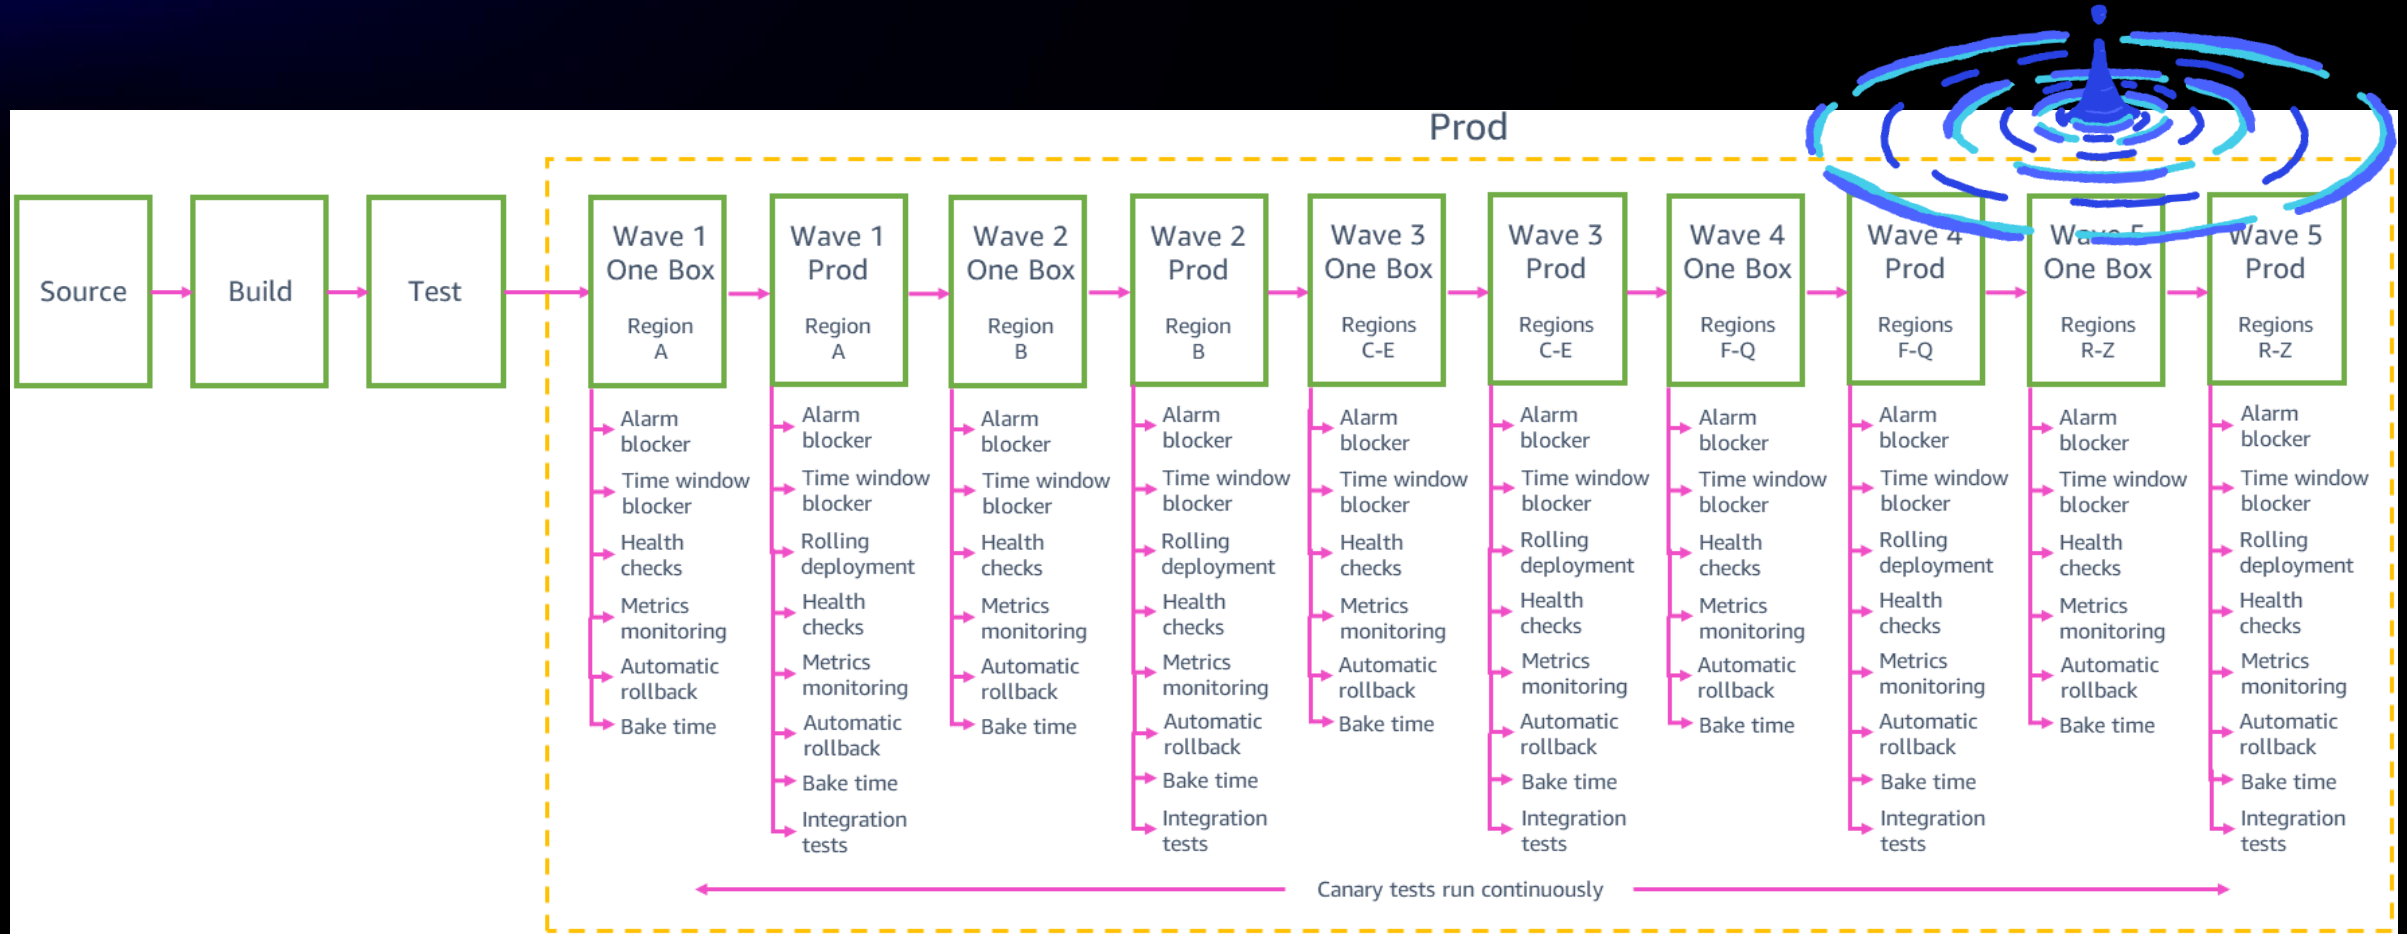 Prod
Source
Build
Test
Wave 1
One Box
Region
A
Alarm
blocker
Time window
blocker
Health
checks
Metrics
monitoring
Automatic
rollback
Bake time
Wave 1
Prod
Region
A
Alarm
blocker
Time window
blocker
Rolling
deployment
Health
checks
Metrics
monitoring
Automatic
rollback
Bake time
Integration
tests
Wave 2
One Box
Region
B
Alarm
blocker
Time window
blocker
Health
checks
Metrics
monitoring
Automatic
rollback
Bake time
Wave 2
Prod
Region
B
Alarm
blocker
Time window
blocker
Rolling
deployment
Health
checks
Metrics
monitoring
Automatic
rollback
Bake time
Integration
tests
Wave 3
One Box
Regions
C-E
Alarm
blocker
Time window
blocker
Health
checks
Metrics
monitoring
Automatic
rollback
Bake time
Wave 3
Prod
Regions
C-E
Alarm
blocker
Time window
blocker
Rolling
deployment
Health
checks
Metrics
monitoring
Automatic
rollback
Bake time
Integration
tests
Wave 4
One Box
Regions
F-Q
Alarm
blocker
Time window
blocker
Health
checks
Metrics
monitoring
Automatic
rollback
Bake time
Wave 4
Prod
Regions
F-Q
Alarm
blocker
Time window
blocker
Rolling
deployment
Health
checks
Metrics
monitoring
Automatic
rollback
Bake time
Integration
tests
Wave 5
One Box
Regions
R-Z
Alarm
blocker
Time window
blocker
Health
checks
Metrics
monitoring
Automatic
rollback
Bake time
Wave 5
Prod
Regions
R-Z
Alarm
blocker
Time window
blocker
Rolling
deployment
Health
checks
Metrics
monitoring
Automatic
rollback
Bake time
Integration
tests
Canary tests run continuously